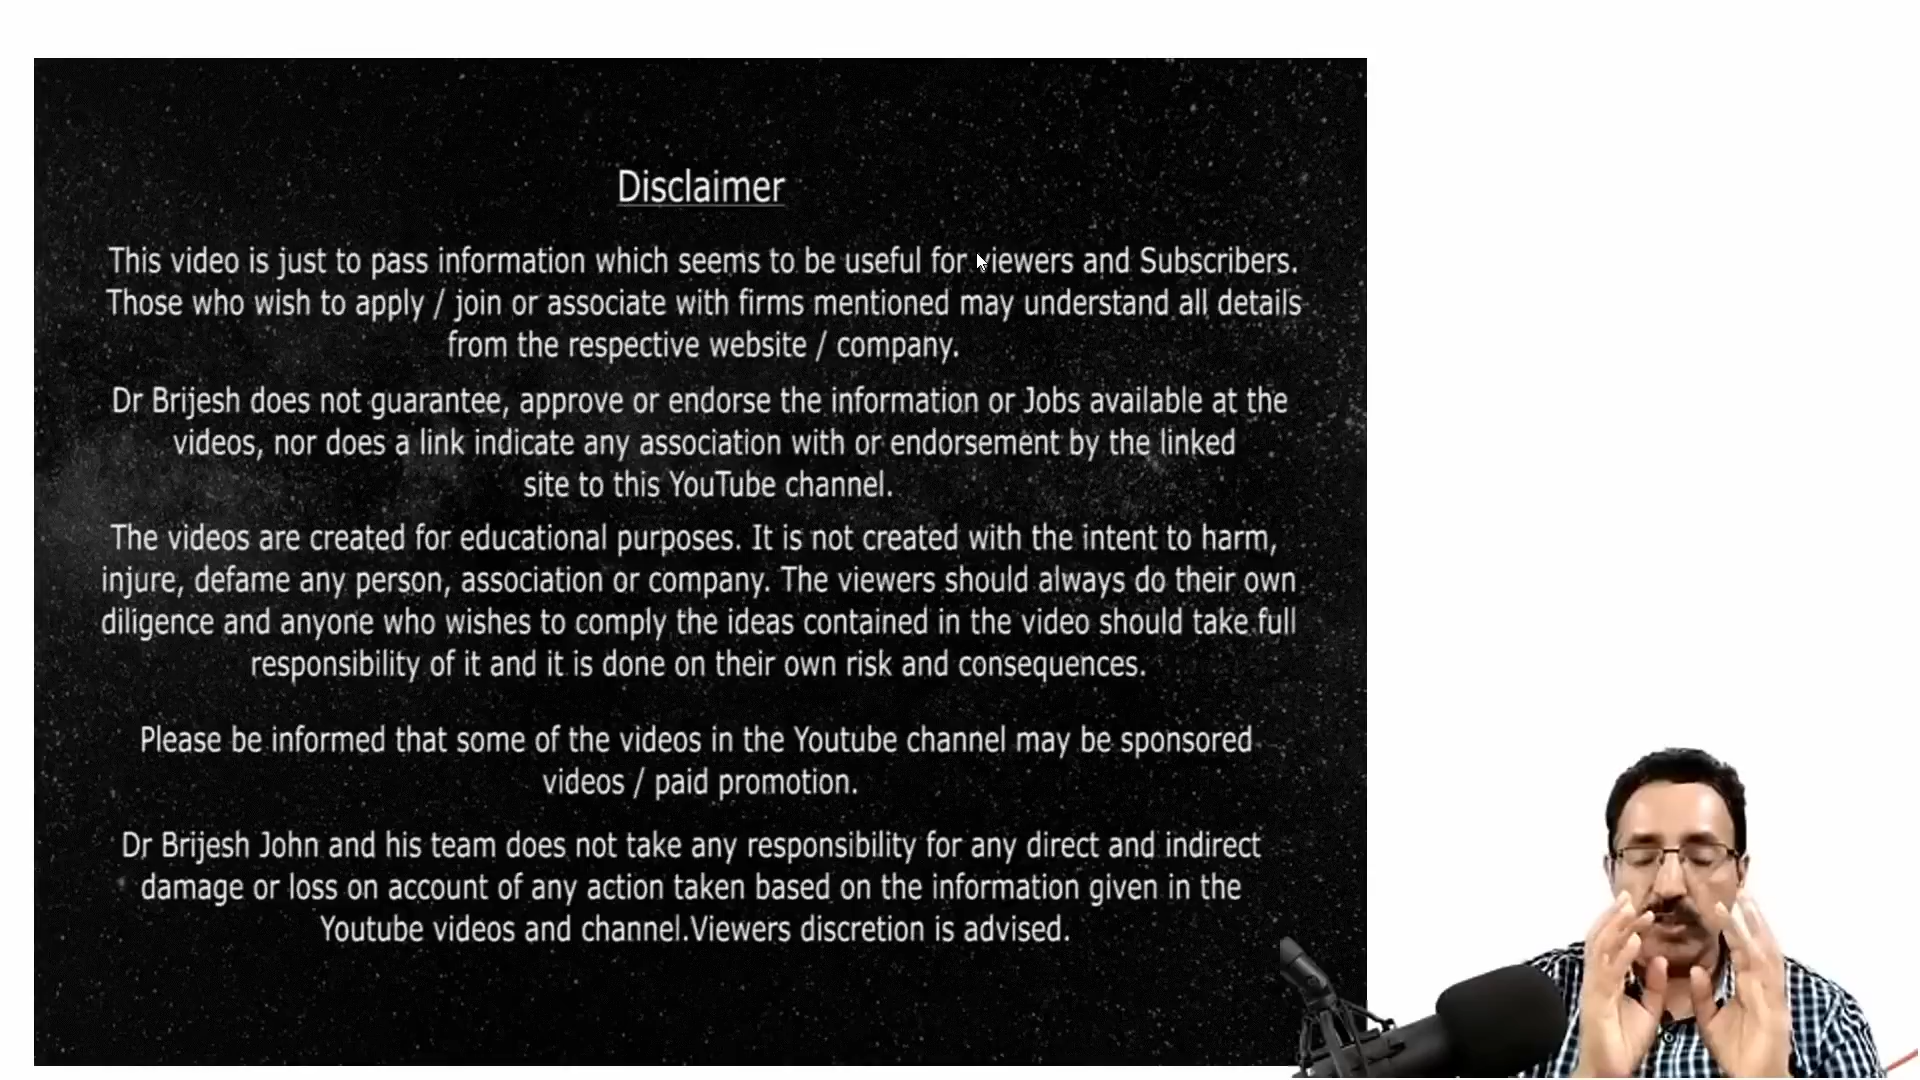 Disclaimer
This video is just to pass information which seems to be useful for viewers and Subscribers.
Those who wish to apply / join or associate with firms mentioned may understand all details
from the respective website / company.
Dr Brijesh does not guarantee, approve or endorse the information or Jobs available at the
videos, nor does a link indicate any association with or endorsement by the linked
site to this YouTube channel.
The videos are created for educational purposes. It is not created with the intent to harm,
injure, defame any person, association or company. The viewers should always do their own
diligence and anyone who wishes to comply the ideas contained in the video should take full
responsibility of it and it is done on their own risk and consequences.
Please be informed that some of the videos in the Youtube channel may be sponsored
videos / paid promotion.
Dr Brijesh John and his team does not take any responsibility for any direct and indirect
damage or loss on account of any action taken based on the information given in the
Youtube videos and channel.Viewers discretion is advised.